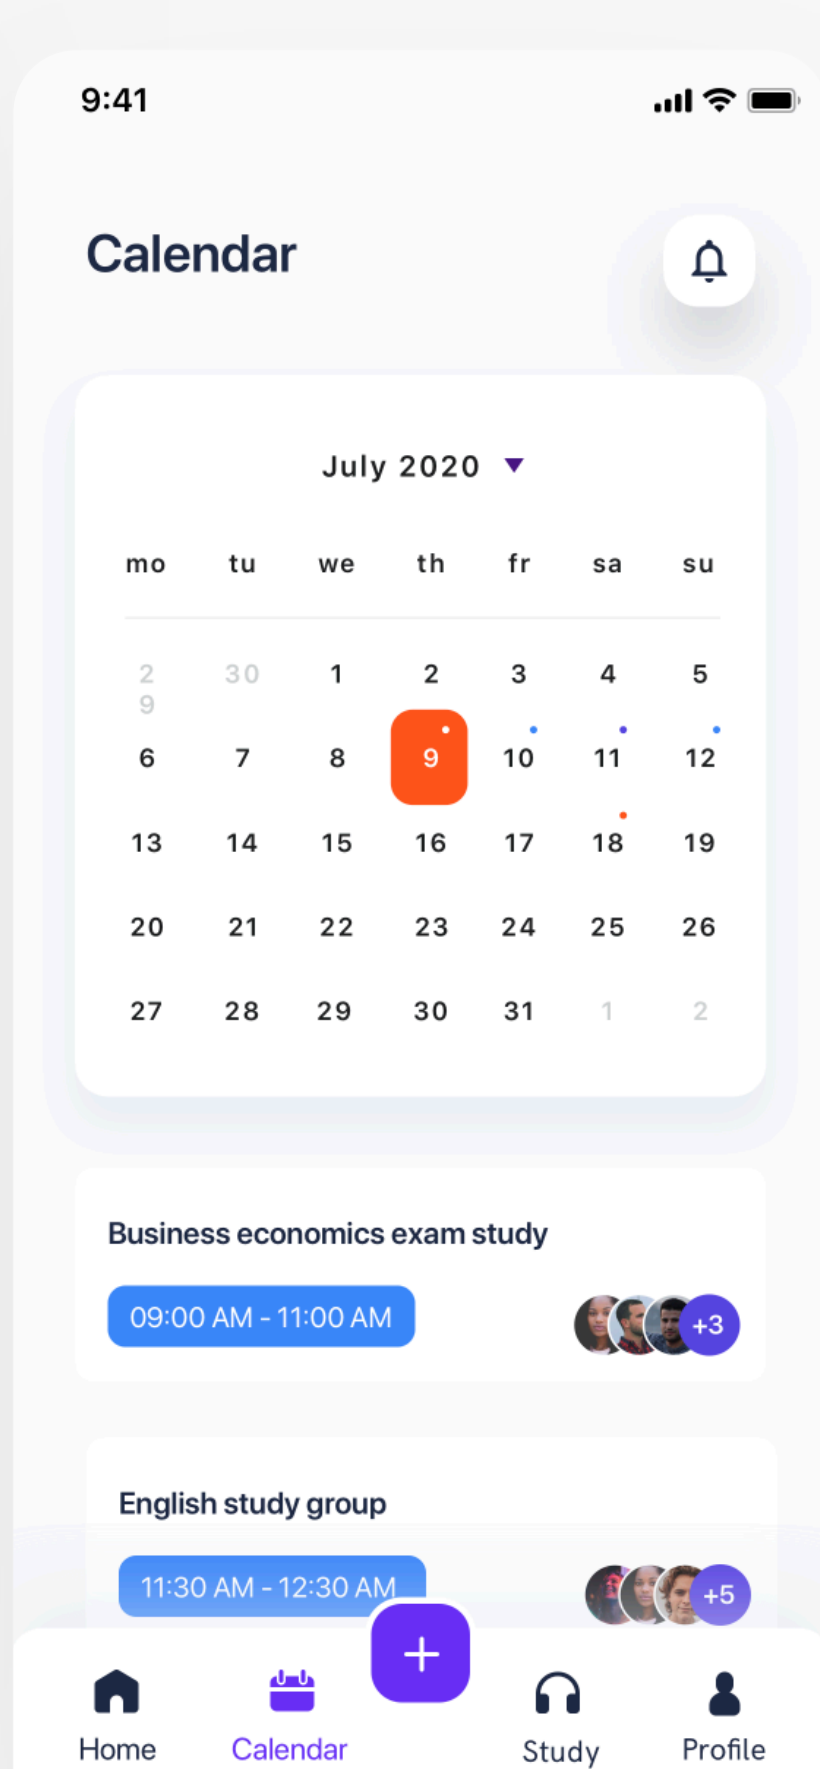 9:41
Calendar
July 2020
mo tu we th fr sa su
2 30 1 2 3 4 5
9
6 7 8 9 10 11 12
13 14 15 16 17 18 19
20 21 22 23 24 25 26
27 28 29 30 31 1 2
Business economics exam study
09:00 AM - 11:00 AM
+3
English study group
11:30 AM - 12:30 AM
+5
Home Calendar Study Profile